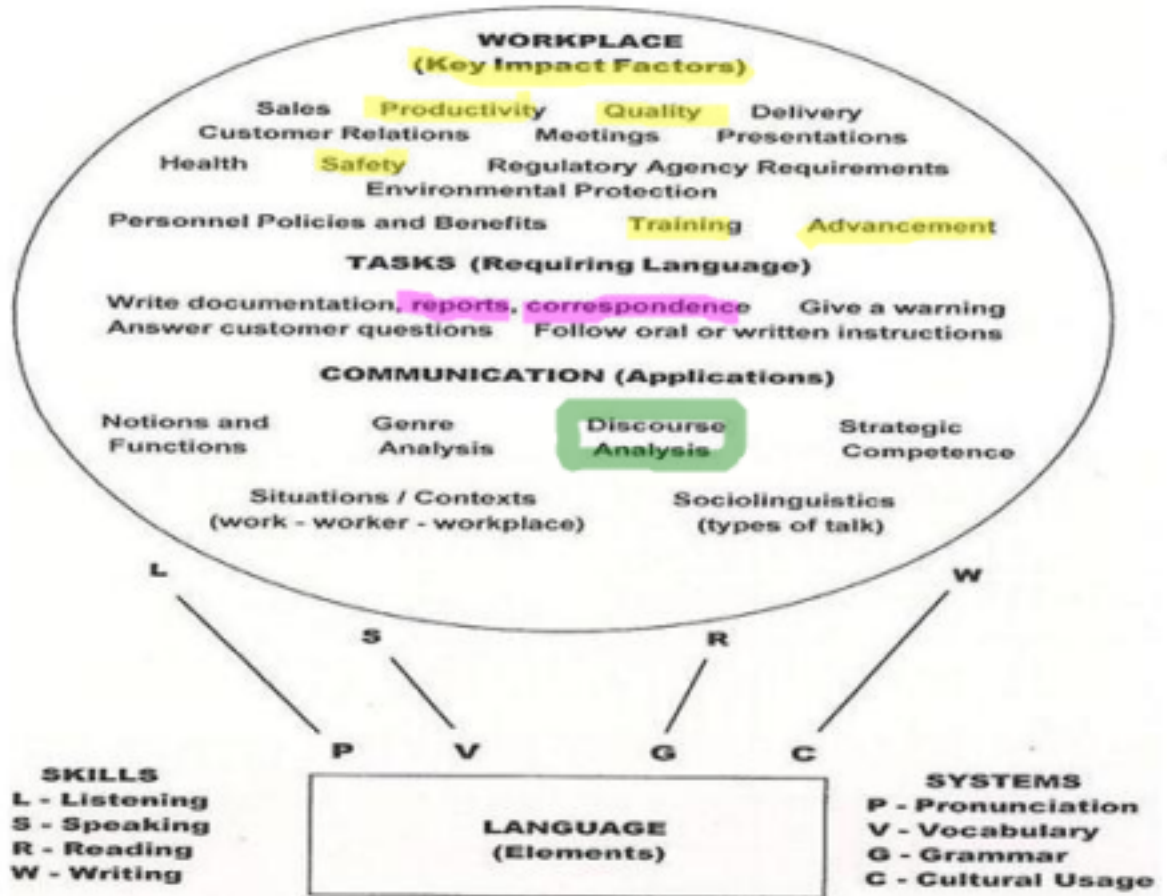 WORKPLACE
(Key Impact Factors)
Sales Productivity Quality Delivery
Customer Relations Meetings Presentations
Health Safety Regulatory Agency Requirements
Environmental Protection
Personnel Policies and Benefits Training Advancement
TASKS (Requiring Language)
Write documentation, reports, correspondence Give a warning
Answer customer questions Follow oral or written instructions
COMMUNICATION (Applications)
Notions and Genre Discourse Strategic
Functions Analysis Analysis Competence
Situations / Contexts Sociolinguistics
(work - worker - workplace) (types of talk)
L W
S R
P V G C
SKILLS
L - Listening
S - Speaking
R - Reading
W - Writing
LANGUAGE
(Elements)
SYSTEMS
P - Pronunciation
V - Vocabulary
G - Grammar
C - Cultural Usage